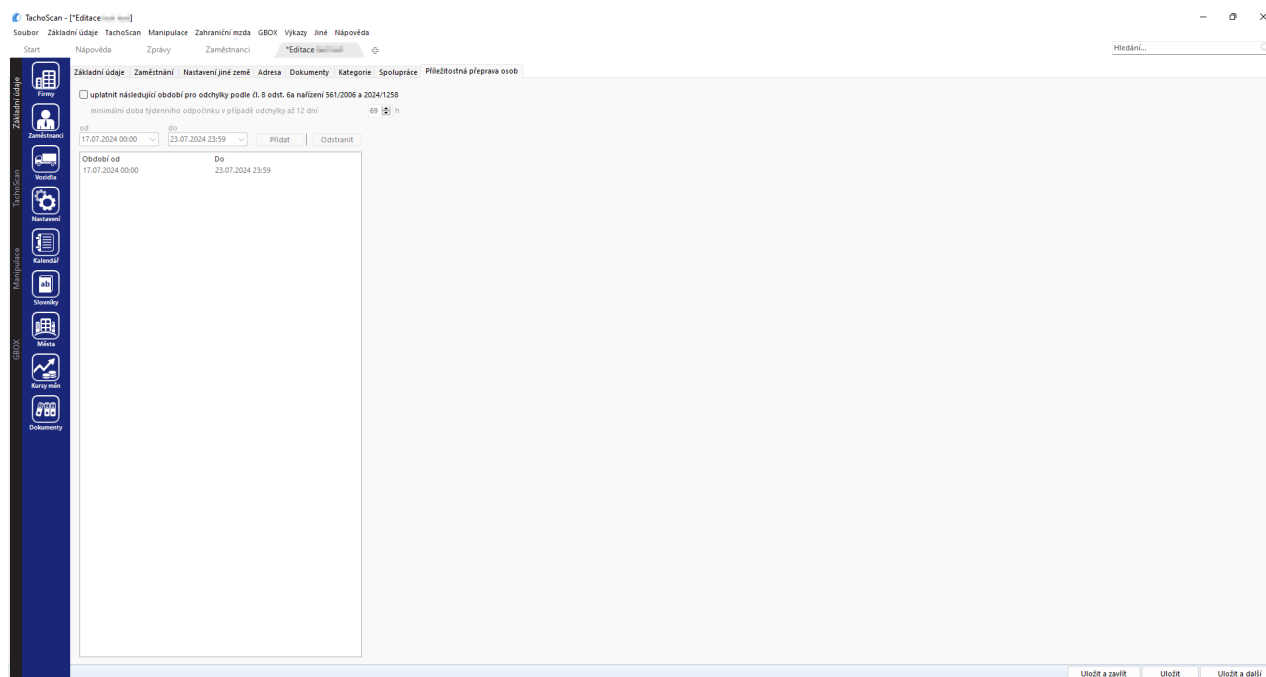 TachoScan - [*Editace
Soubor Základní údaje TachoScan Manipulace Zahraniční mzda GBOX Výkazy Jiné Nápověda
Start Nápověda Zprávy Zaměstnanci *Editace Hledání...
Základní údaje Zaměstnání Nastavení jiné země Adresa Dokumenty Kategorie Spolupráce Příležitostná přeprava osob
Základní údaje
TachoScan
Manipulace
GBOX
Firmy
Zaměstnanci
Vozidla
Nastavení
Kalendář
Slovníky
Města
Kursy měn
Dokumenty
uplatnit následující období pro odchylky podle čl. 8 odst. 6a nařízení 561/2006 a 2024/1258
minimální doba týdenního odpočinku v případě odchylky až 12 dní 69 h
od do
17.07.2024 00:00 23.07.2024 23:59 Přidat Odstranit
Období od Do
17.07.2024 00:00 23.07.2024 23:59
Uložit a zavřít Uložit Uložit a další